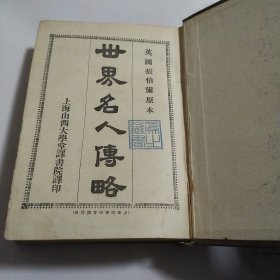 英國張伯爾原本
世界名人傳略
上海山西大學堂譯書院譯印